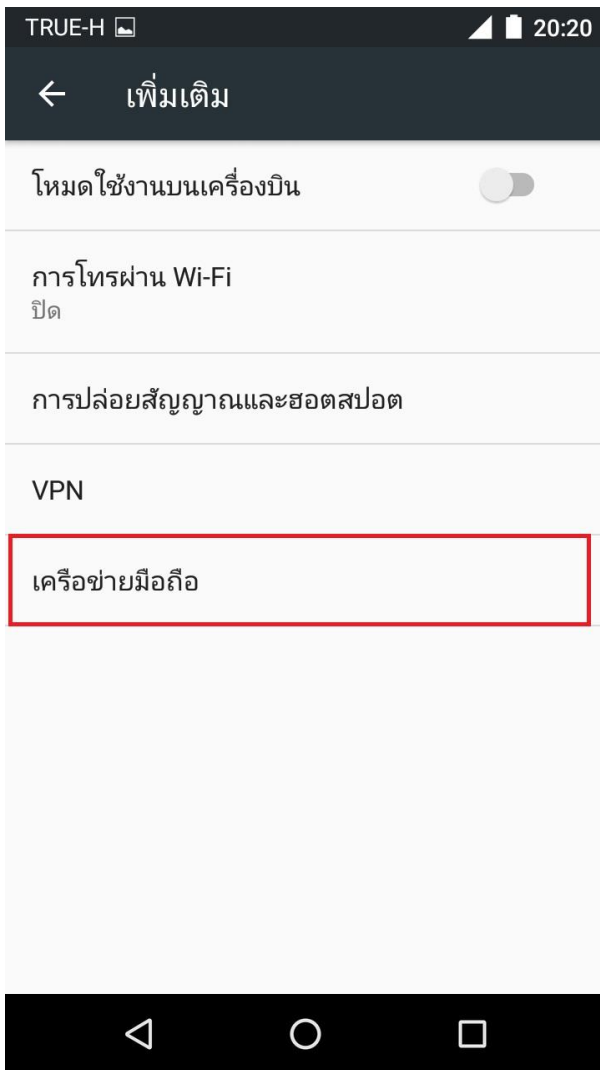 TRUE-H
20:20
เพิ่มเติม
โหมดใช้งานบนเครื่องบิน
การโทรผ่าน Wi-Fi
ปิด
การปล่อยสัญญาณและฮอตสปอต
VPN
เครือข่ายมือถือ